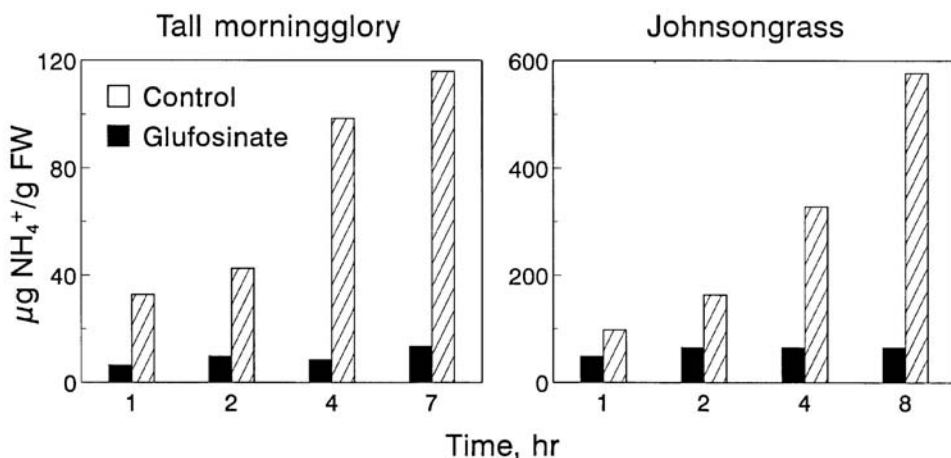 Tall morningglory
Johnsongrass
µg NH₄⁺/g FW
120
80
40
0
Control
Glufosinate
1 2 4 7
600
400
200
0
1 2 4 8
Time, hr